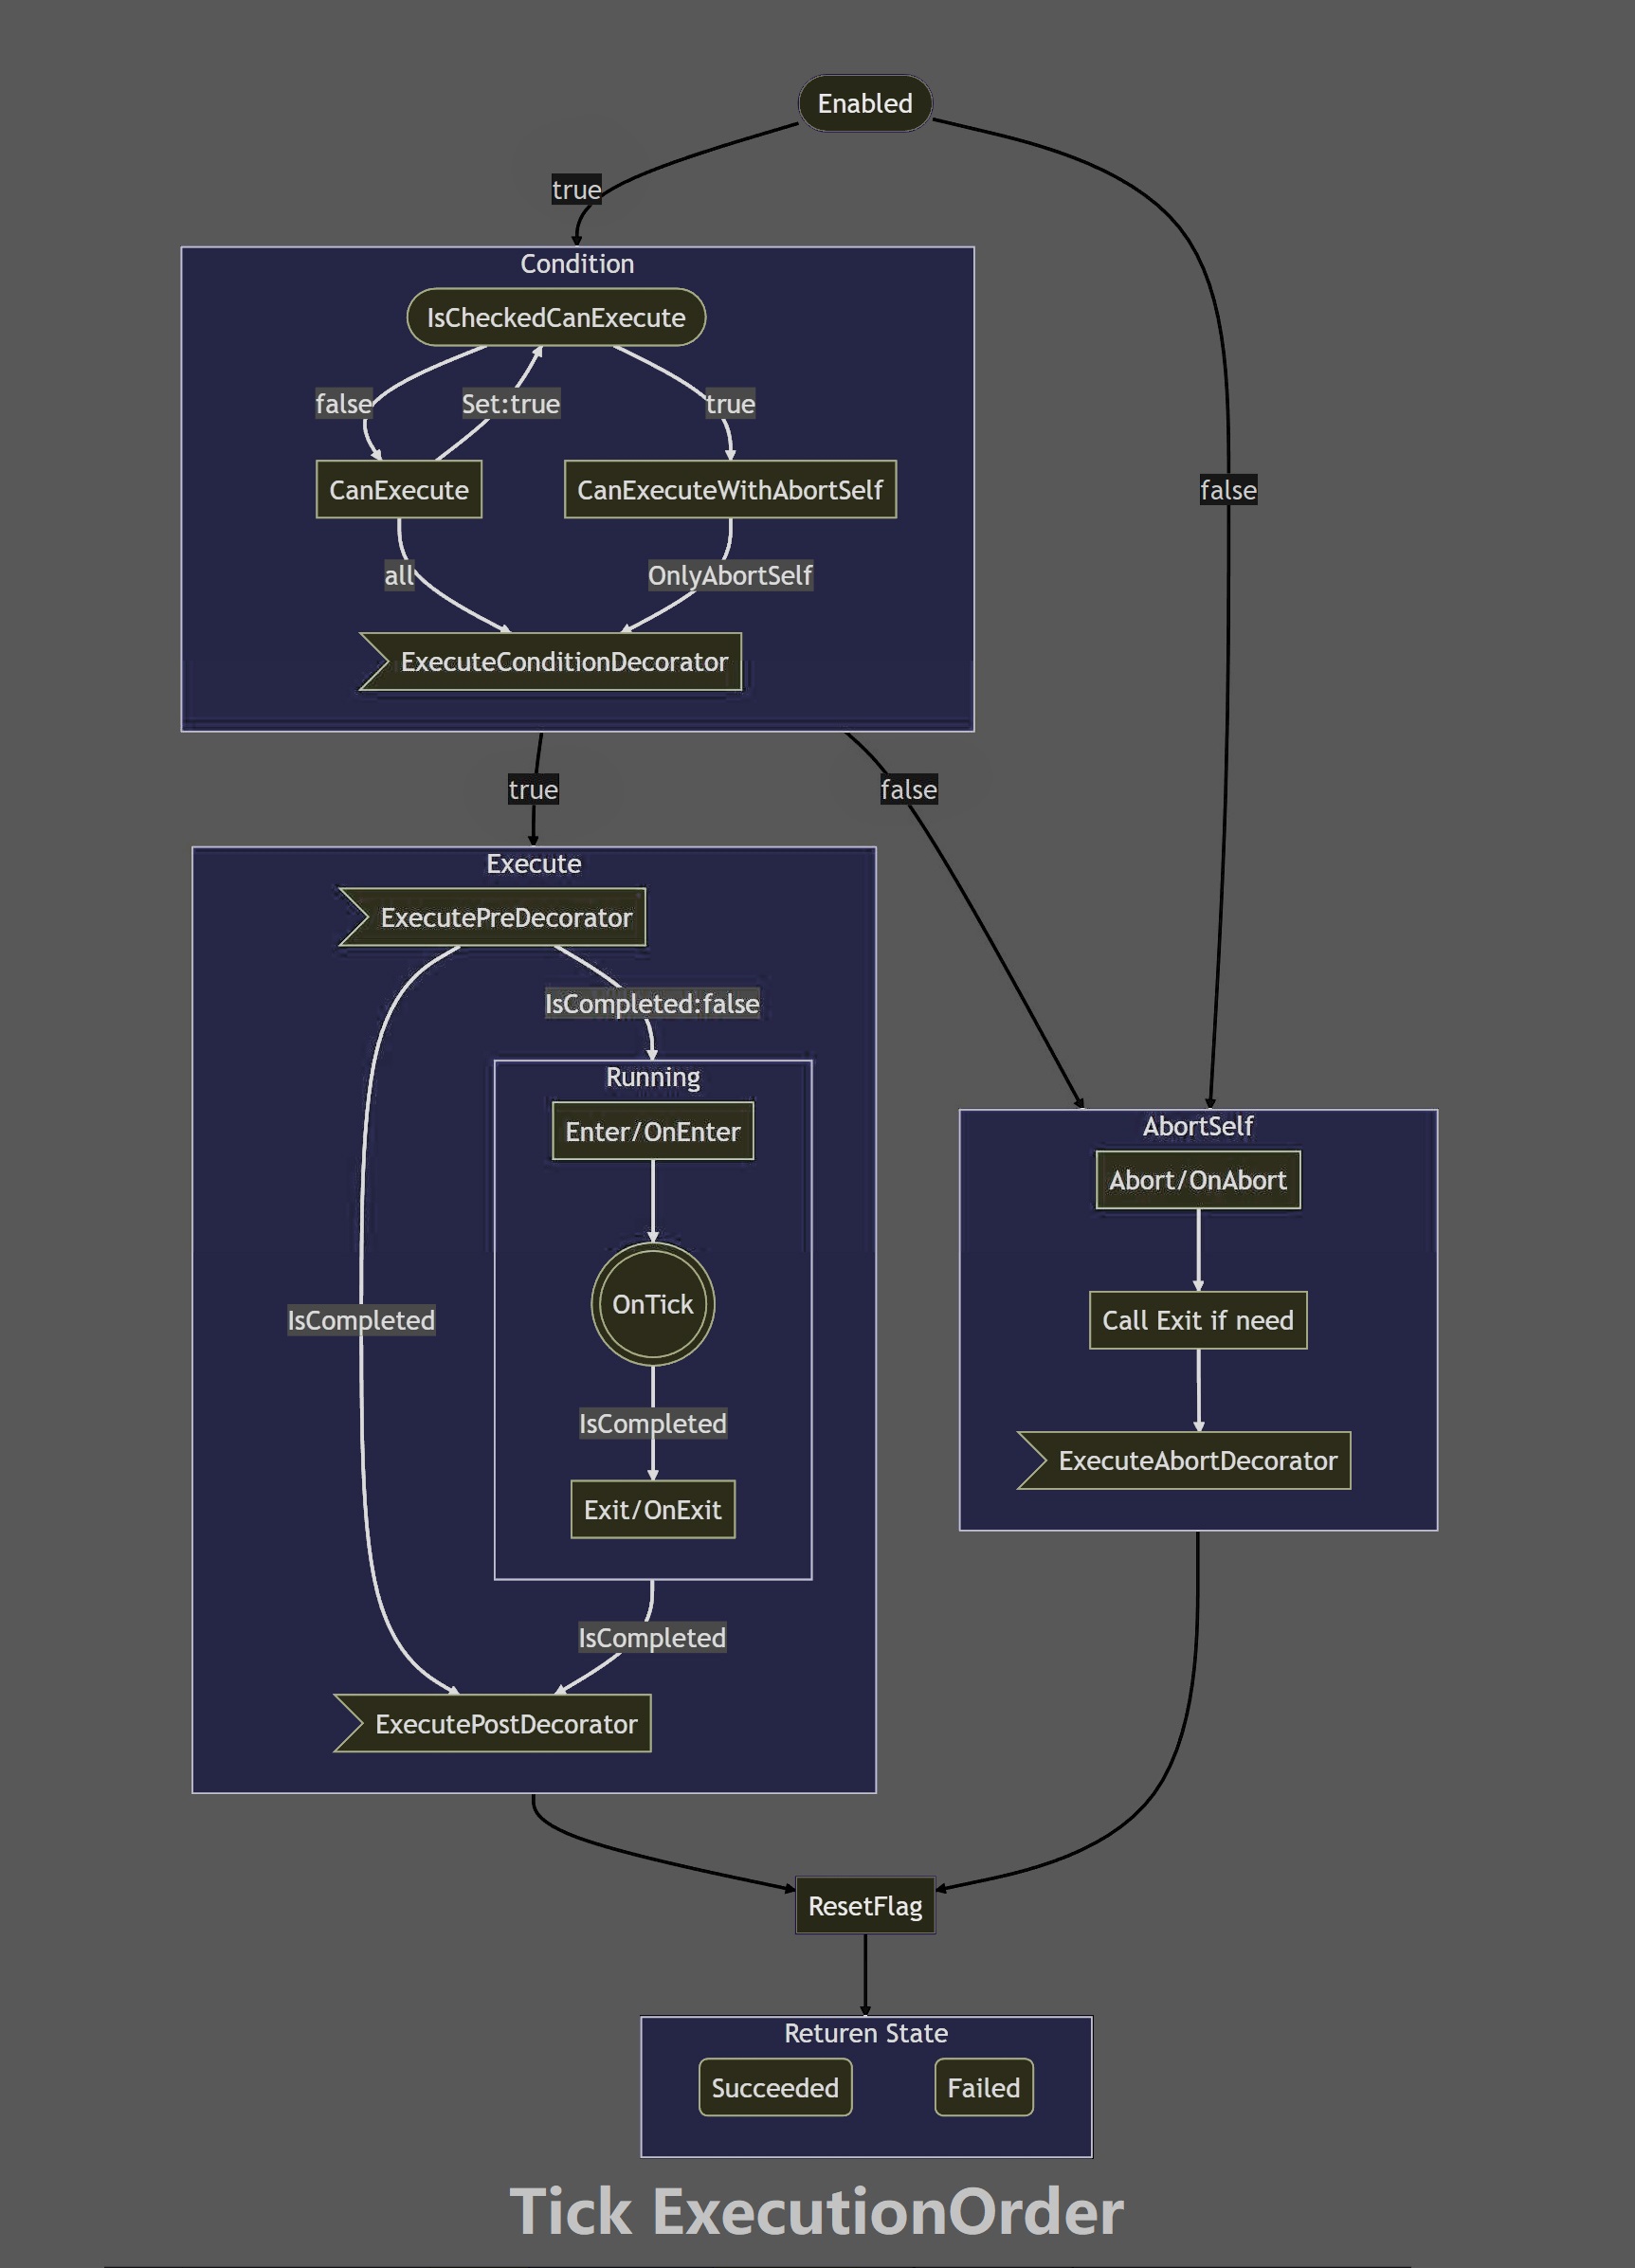 Enabled
true
Condition
IsCheckedCanExecute
false
Set:true
true
CanExecute
CanExecuteWithAbortSelf
false
all
OnlyAbortSelf
ExecuteConditionDecorator
true
false
Execute
ExecutePreDecorator
IsCompleted:false
Running
Enter/OnEnter
AbortSelf
Abort/OnAbort
OnTick
IsCompleted
Call Exit if need
IsCompleted
ExecuteAbortDecorator
Exit/OnExit
IsCompleted
ExecutePostDecorator
ResetFlag
Returen State
Succeeded
Failed
Tick ExecutionOrder